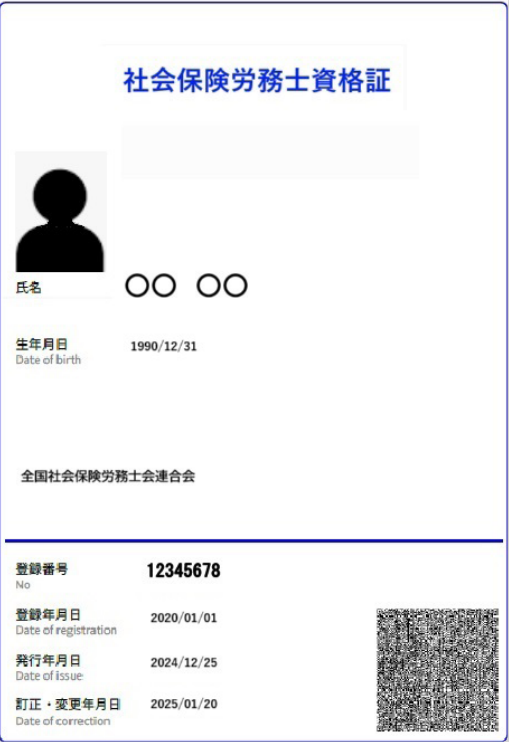 社会保険労務士資格証
氏名 〇〇 〇〇
生年月日 1990/12/31
Date of birth
全国社会保険労務士会連合会
登録番号 12345678
No
登録年月日 2020/01/01
Date of registration
発行年月日 2024/12/25
Date of issue
訂正・変更年月日 2025/01/20
Date of correction